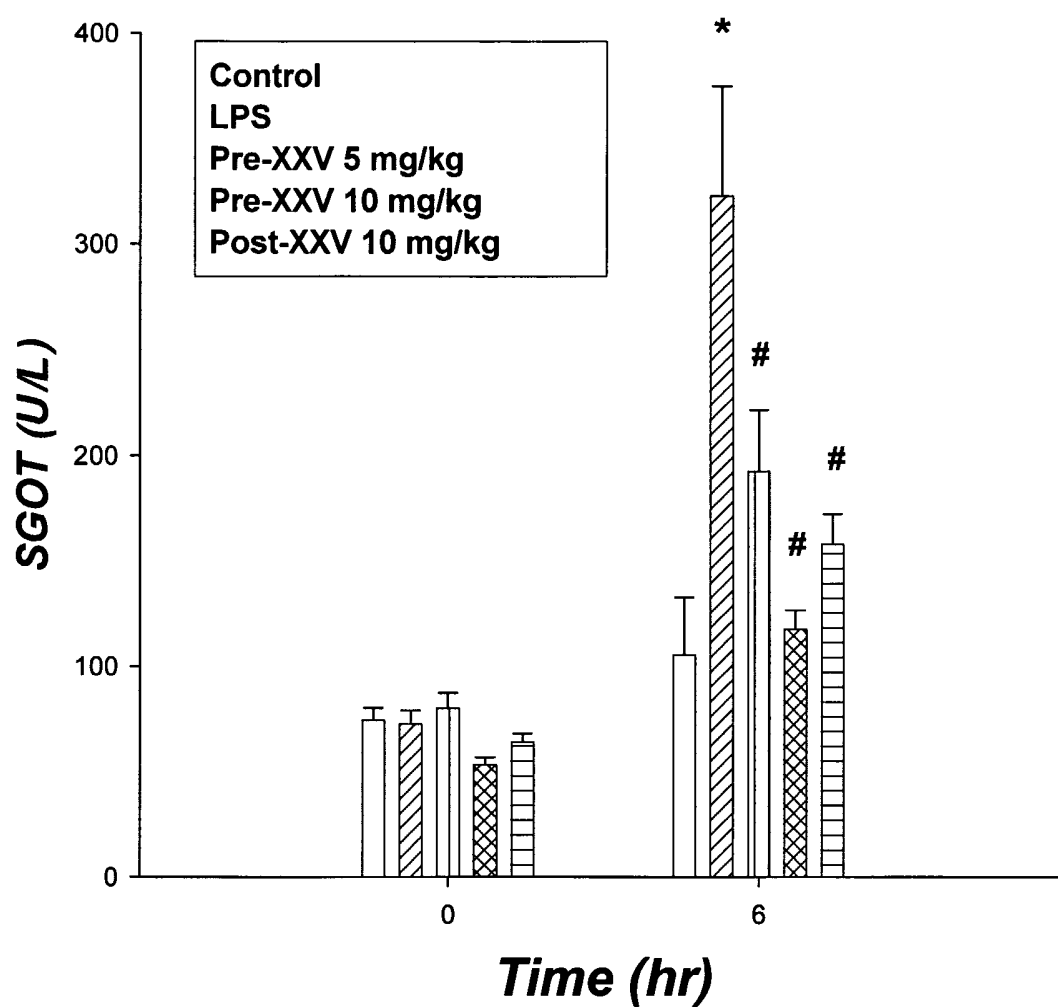 400
300
200
100
0
SGOT (U/L)
Control
LPS
Pre-XXV 5 mg/kg
Pre-XXV 10 mg/kg
Post-XXV 10 mg/kg
*
#
#
#
0
6
Time (hr)